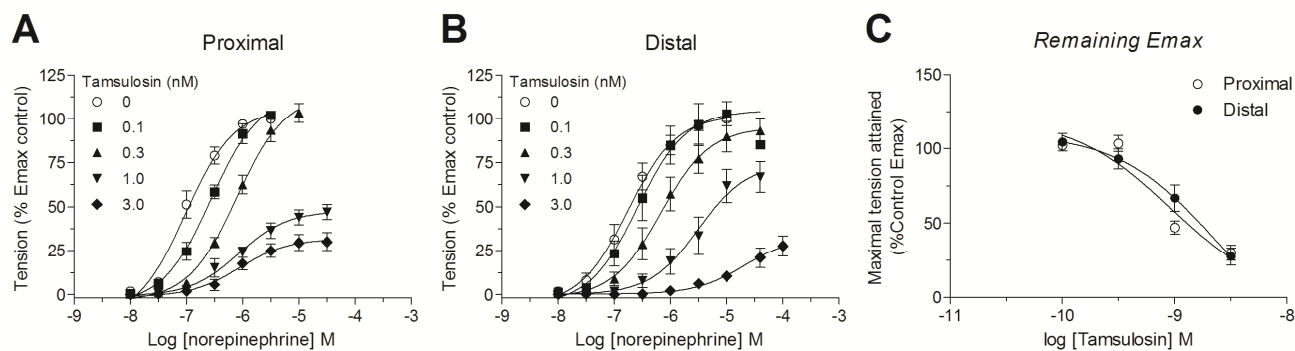 A
Proximal
Tamsulosin (nM)
0
0.1
0.3
1.0
3.0
Tension (% Emax control)
125
100
75
50
25
0
-9 -8 -7 -6 -5 -4 -3
Log [norepinephrine] M
B
Distal
Tamsulosin (nM)
0
0.1
0.3
1.0
3.0
Tension (% Emax control)
125
100
75
50
25
0
-9 -8 -7 -6 -5 -4 -3
Log [norepinephrine] M
C
Remaining Emax
Proximal
Distal
Maximal tension attained
(%Control Emax)
150
100
50
0
-11 -10 -9 -8
log [Tamsulosin] M